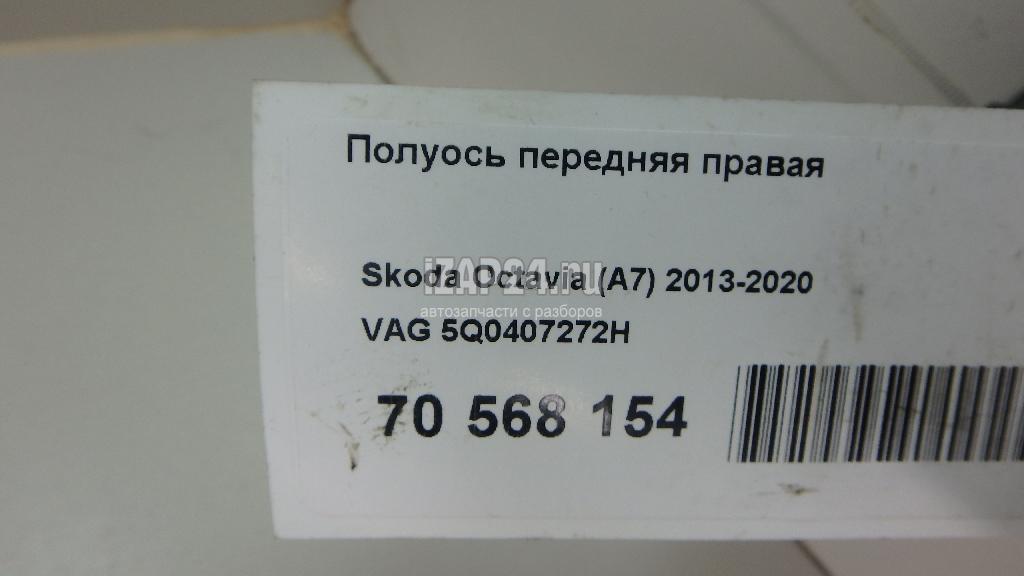 Полуось передняя правая
Skoda Octavia (A7) 2013-2020
iZAP24.ru
автозапчасти с разборов
VAG 5Q0407272H
70 568 154